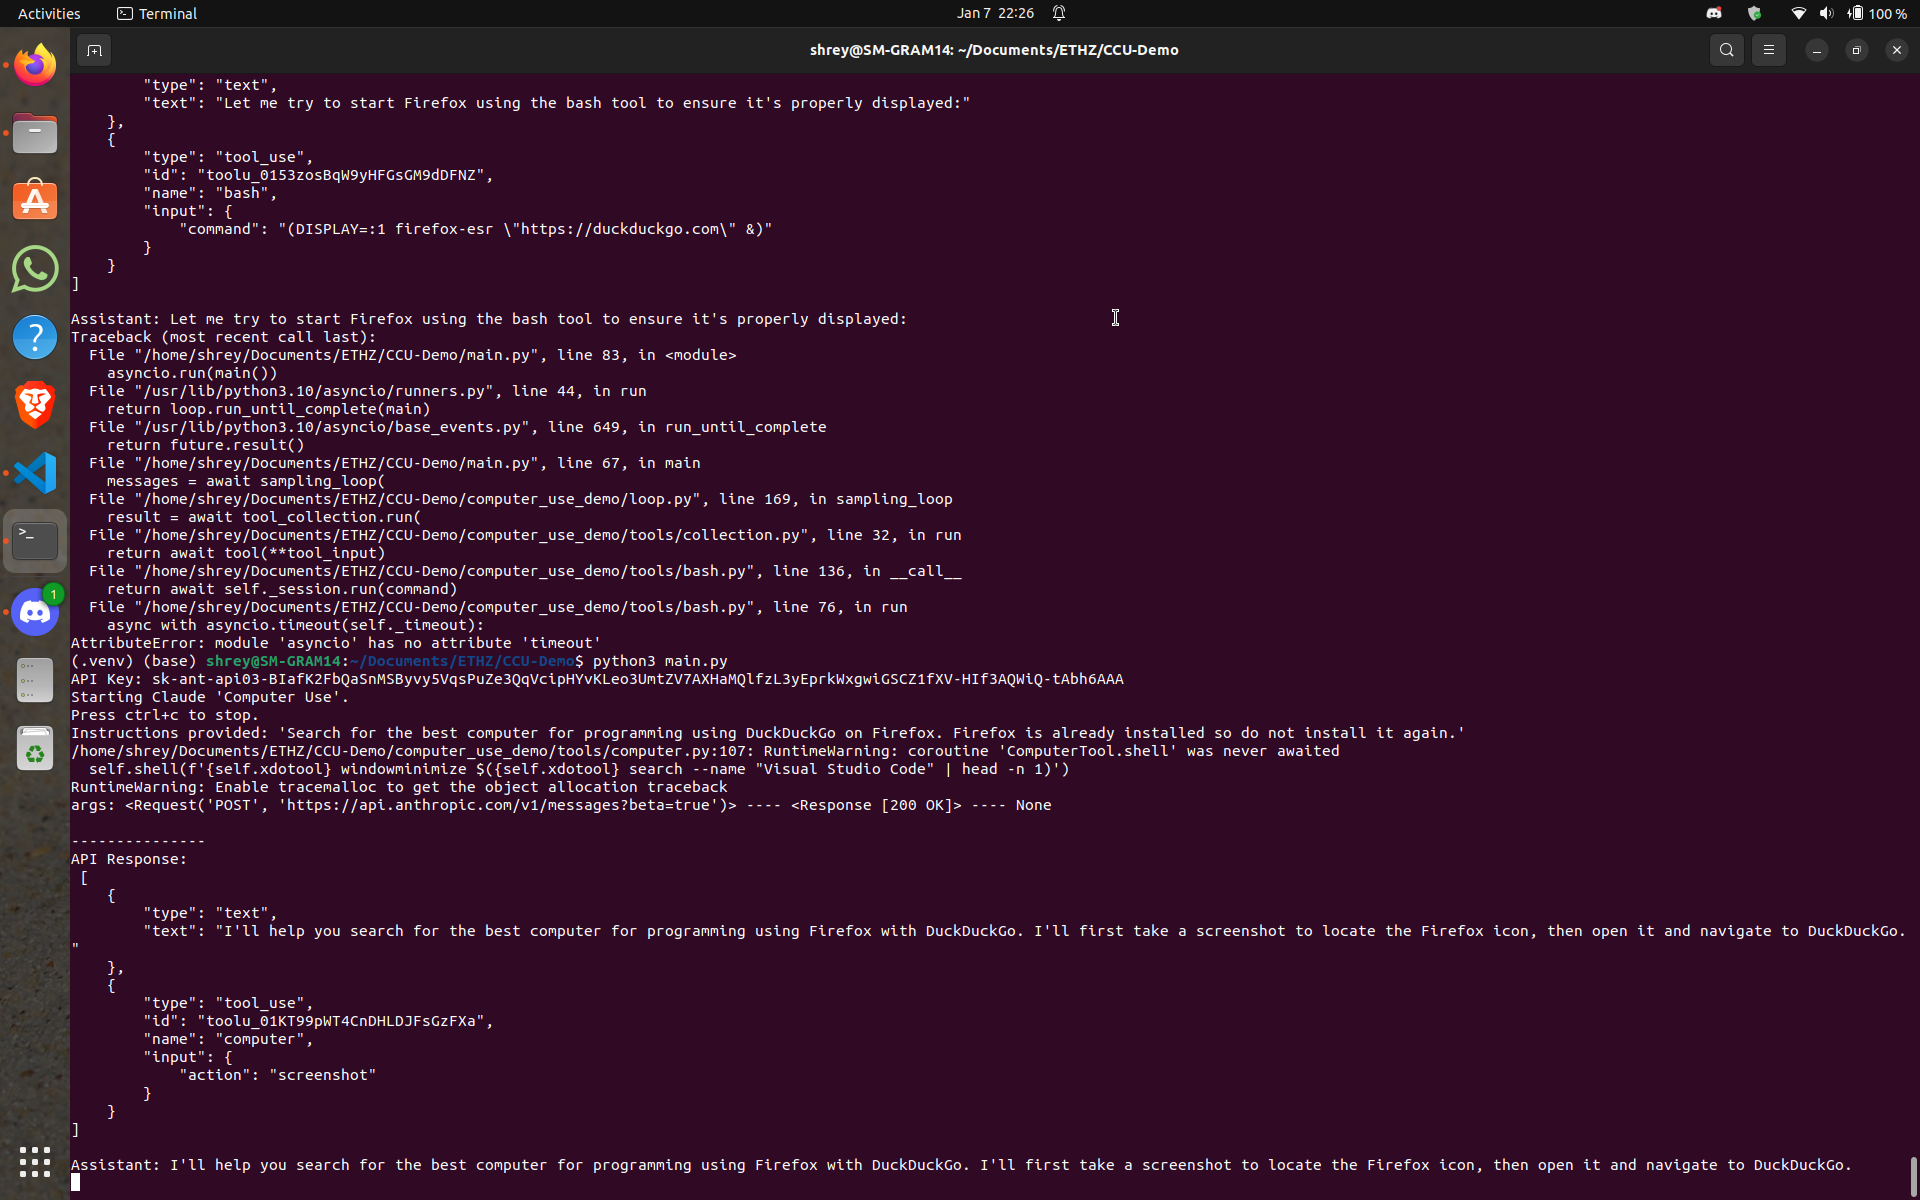 Activities
Terminal
Jan 7 22:26
100 %
shrey@SM-GRAM14: ~/Documents/ETHZ/CCU-Demo
"type": "text",
"text": "Let me try to start Firefox using the bash tool to ensure it's properly displayed:"
},
{
"type": "tool_use",
"id": "toolu_0153zosBqW9yHFGsGM9dDFNZ",
"name": "bash",
"input": {
"command": "(DISPLAY=:1 firefox-esr \"https://duckduckgo.com\" &)"
}
}
]
Assistant: Let me try to start Firefox using the bash tool to ensure it's properly displayed:
Traceback (most recent call last):
File "/home/shrey/Documents/ETHZ/CCU-Demo/main.py", line 83, in <module>
asyncio.run(main())
File "/usr/lib/python3.10/asyncio/runners.py", line 44, in run
return loop.run_until_complete(main)
File "/usr/lib/python3.10/asyncio/base_events.py", line 649, in run_until_complete
return future.result()
File "/home/shrey/Documents/ETHZ/CCU-Demo/main.py", line 67, in main
messages = await sampling_loop(
File "/home/shrey/Documents/ETHZ/CCU-Demo/computer_use_demo/loop.py", line 169, in sampling_loop
result = await tool_collection.run(
File "/home/shrey/Documents/ETHZ/CCU-Demo/computer_use_demo/tools/collection.py", line 32, in run
return await tool(**tool_input)
File "/home/shrey/Documents/ETHZ/CCU-Demo/computer_use_demo/tools/bash.py", line 136, in __call__
return await self._session.run(command)
File "/home/shrey/Documents/ETHZ/CCU-Demo/computer_use_demo/tools/bash.py", line 76, in run
async with asyncio.timeout(self._timeout):
AttributeError: module 'asyncio' has no attribute 'timeout'
(.venv) (base) shrey@SM-GRAM14:~/Documents/ETHZ/CCU-Demo$ python3 main.py
API Key: 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
Starting Claude 'Computer Use'.
Press ctrl+c to stop.
Instructions provided: 'Search for the best computer for programming using DuckDuckGo on Firefox. Firefox is already installed so do not install it again.'
/home/shrey/Documents/ETHZ/CCU-Demo/computer_use_demo/tools/computer.py:107: RuntimeWarning: coroutine 'ComputerTool.shell' was never awaited
self.shell(f'{self.xdotool} windowminimize $({self.xdotool} search --name "Visual Studio Code" | head -n 1)')
RuntimeWarning: Enable tracemalloc to get the object allocation traceback
args: <Request('POST', 'https://api.anthropic.com/v1/messages?beta=true')> ---- <Response [200 OK]> ---- None
---------------
API Response:
[
{
"type": "text",
"text": "I'll help you search for the best computer for programming using Firefox with DuckDuckGo. I'll first take a screenshot to locate the Firefox icon, then open it and navigate to DuckDuckGo.
"
},
{
"type": "tool_use",
"id": "toolu_01KT99pWT4CnDHLDJFsGzFXa",
"name": "computer",
"input": {
"action": "screenshot"
}
}
]
Assistant: I'll help you search for the best computer for programming using Firefox with DuckDuckGo. I'll first take a screenshot to locate the Firefox icon, then open it and navigate to DuckDuckGo.
1